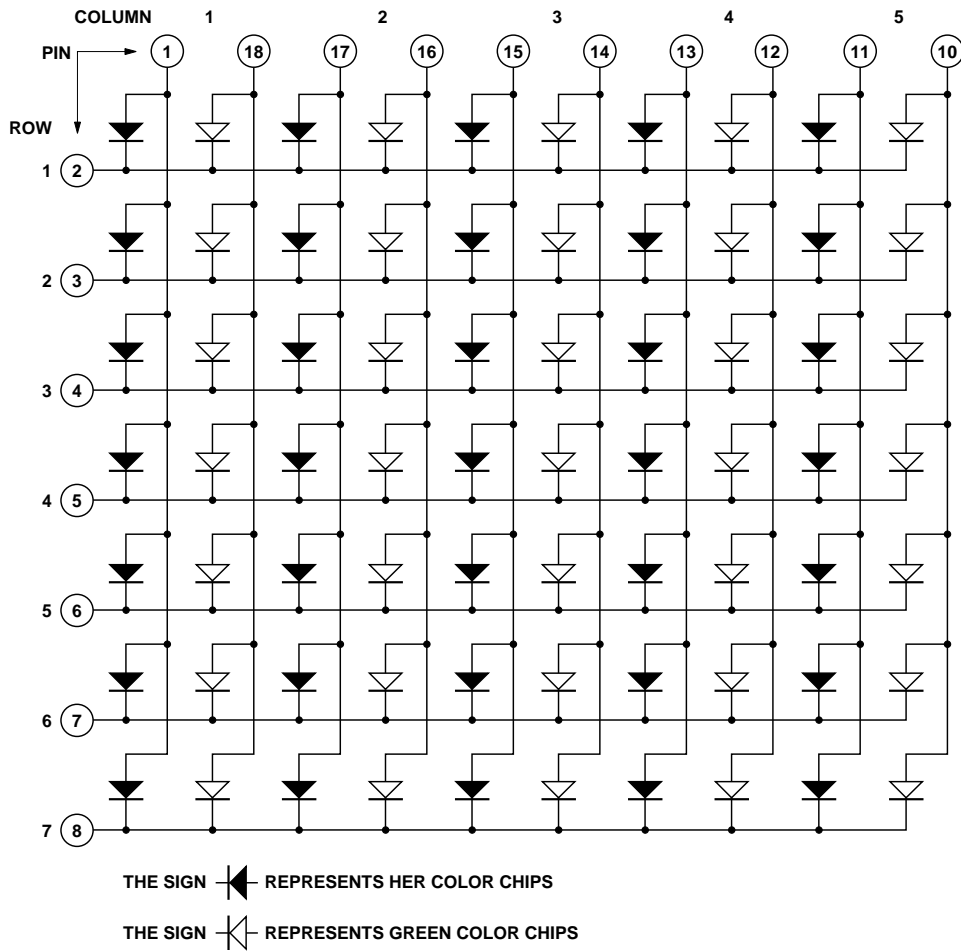 COLUMN 1 2 3 4 5
PIN 1 18 17 16 15 14 13 12 11 10
ROW
1 2
2 3
3 4
4 5
5 6
6 7
7 8
THE SIGN REPRESENTS HER COLOR CHIPS
THE SIGN REPRESENTS GREEN COLOR CHIPS